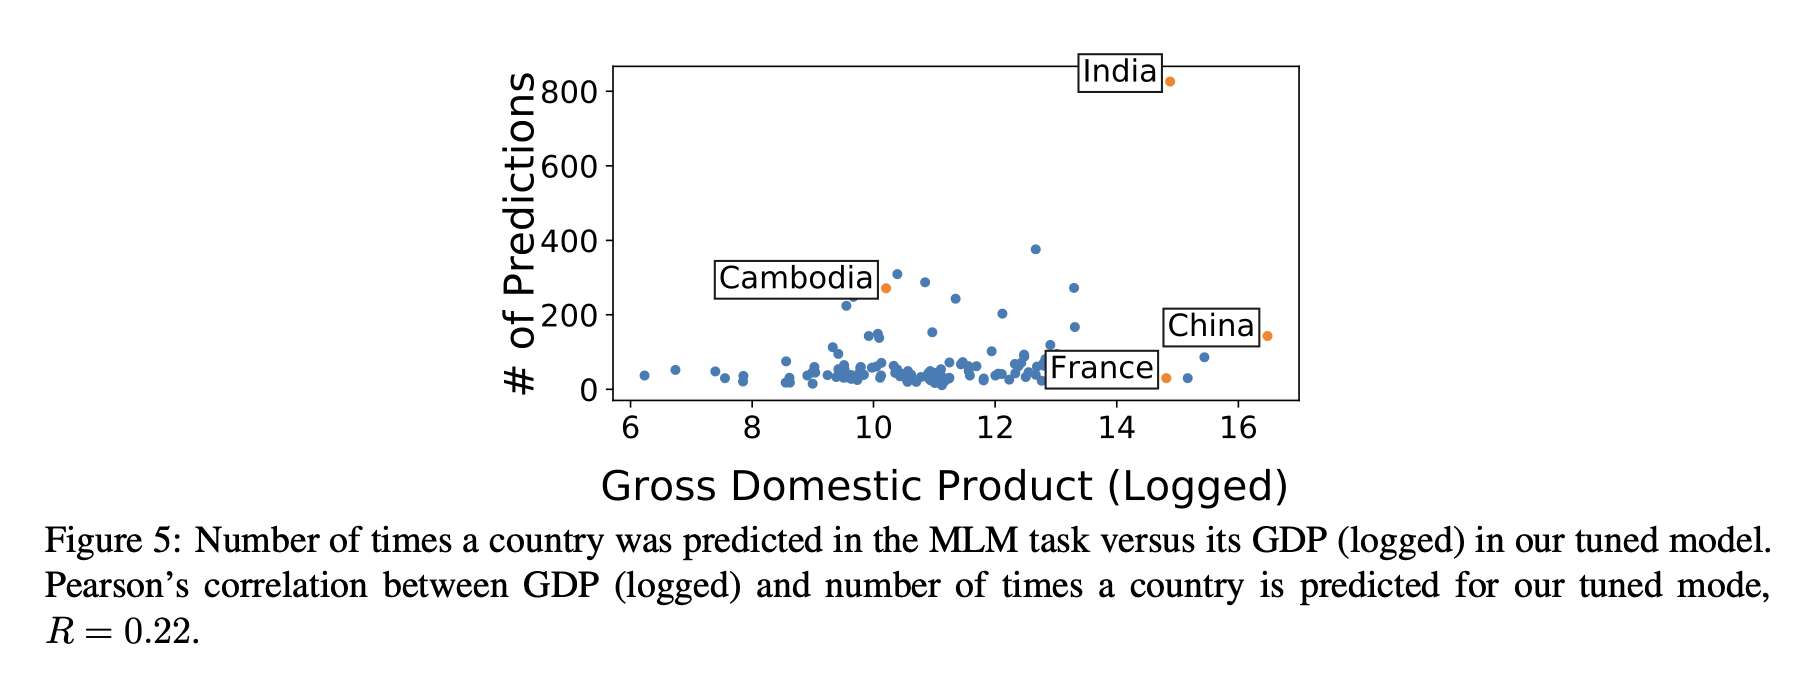 India
800
600
400
200
0
# of Predictions
Cambodia
China
France
6 8 10 12 14 16
Gross Domestic Product (Logged)
Figure 5: Number of times a country was predicted in the MLM task versus its GDP (logged) in our tuned model.
Pearson's correlation between GDP (logged) and number of times a country is predicted for our tuned mode,
R = 0.22.